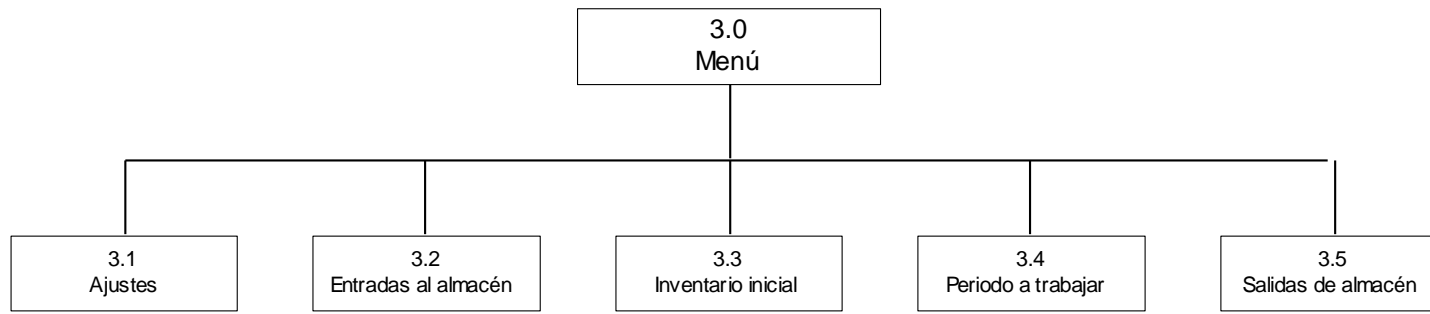 3.0
Menú
3.1
Ajustes
3.2
Entradas al almacén
3.3
Inventario inicial
3.4
Periodo a trabajar
3.5
Salidas de almacén